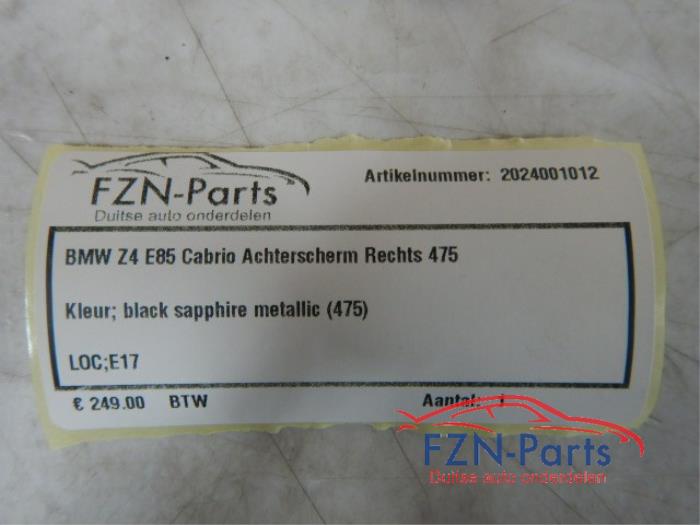 FZN-Parts
Duitse auto onderdelen
Artikelnummer: 2024001012
BMW Z4 E85 Cabrio Achterscherm Rechts 475
Kleur; black sapphire metallic (475)
LOC;E17
€ 249.00 BTW
Aantal: 1
FZN-Parts
Duitse auto onderdelen